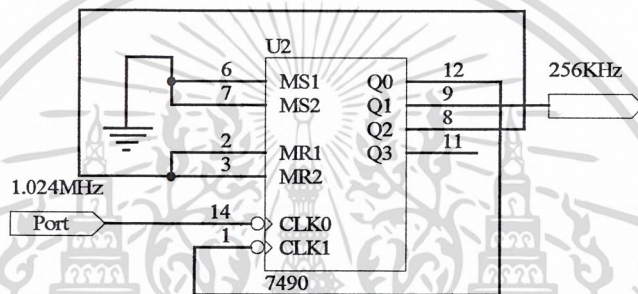 U2
6 MS1 Q0 12
7 MS2 Q1 9
Q2 8
2 MR1 Q3 11
3 MR2
256KHz
1.024MHz
Port
14 CLK0
1 CLK1
7490